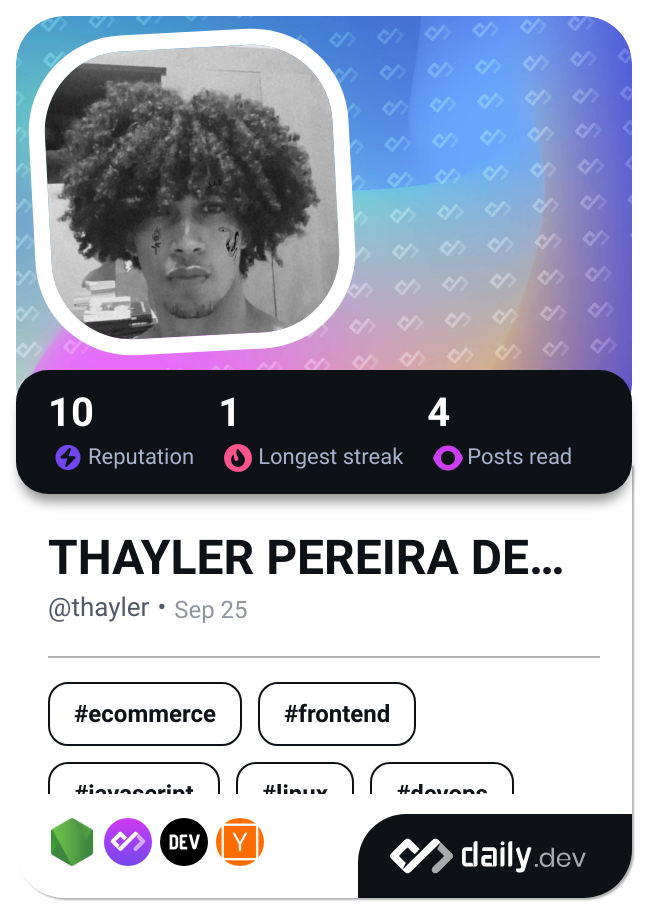 10 1 4
Reputation Longest streak Posts read
THAYLER PEREIRA DE...
@thayler • Sep 25
#ecommerce #frontend
#javascript #linux #devops
DEV Y
daily.dev